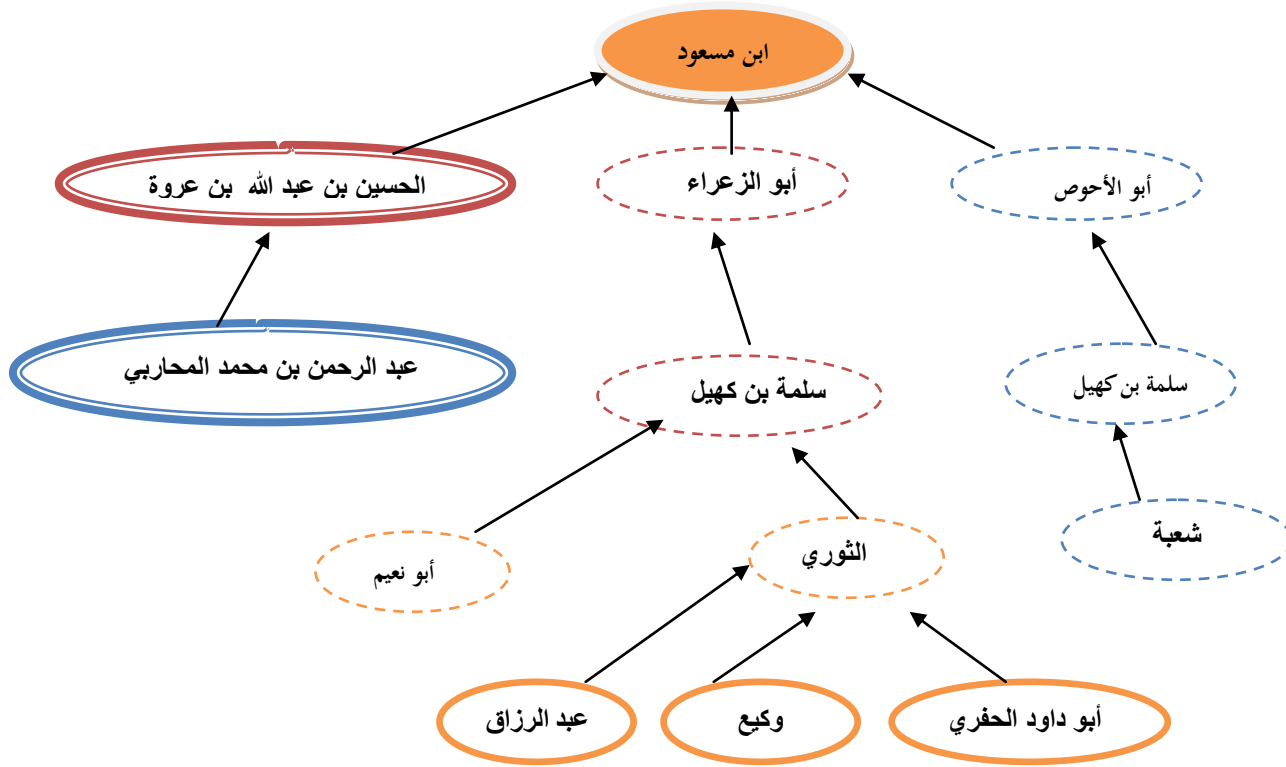 ابن مسعود
أبو الأحوص
أبو الزعراء
الحسين بن عبد الله بن عروة
سلمة بن كهيل
سلمة بن كهيل
عبد الرحمن بن محمد المحاربي
شعبة
الثوري
أبو نعيم
أبو داود الحفري
وكيع
عبد الرزاق